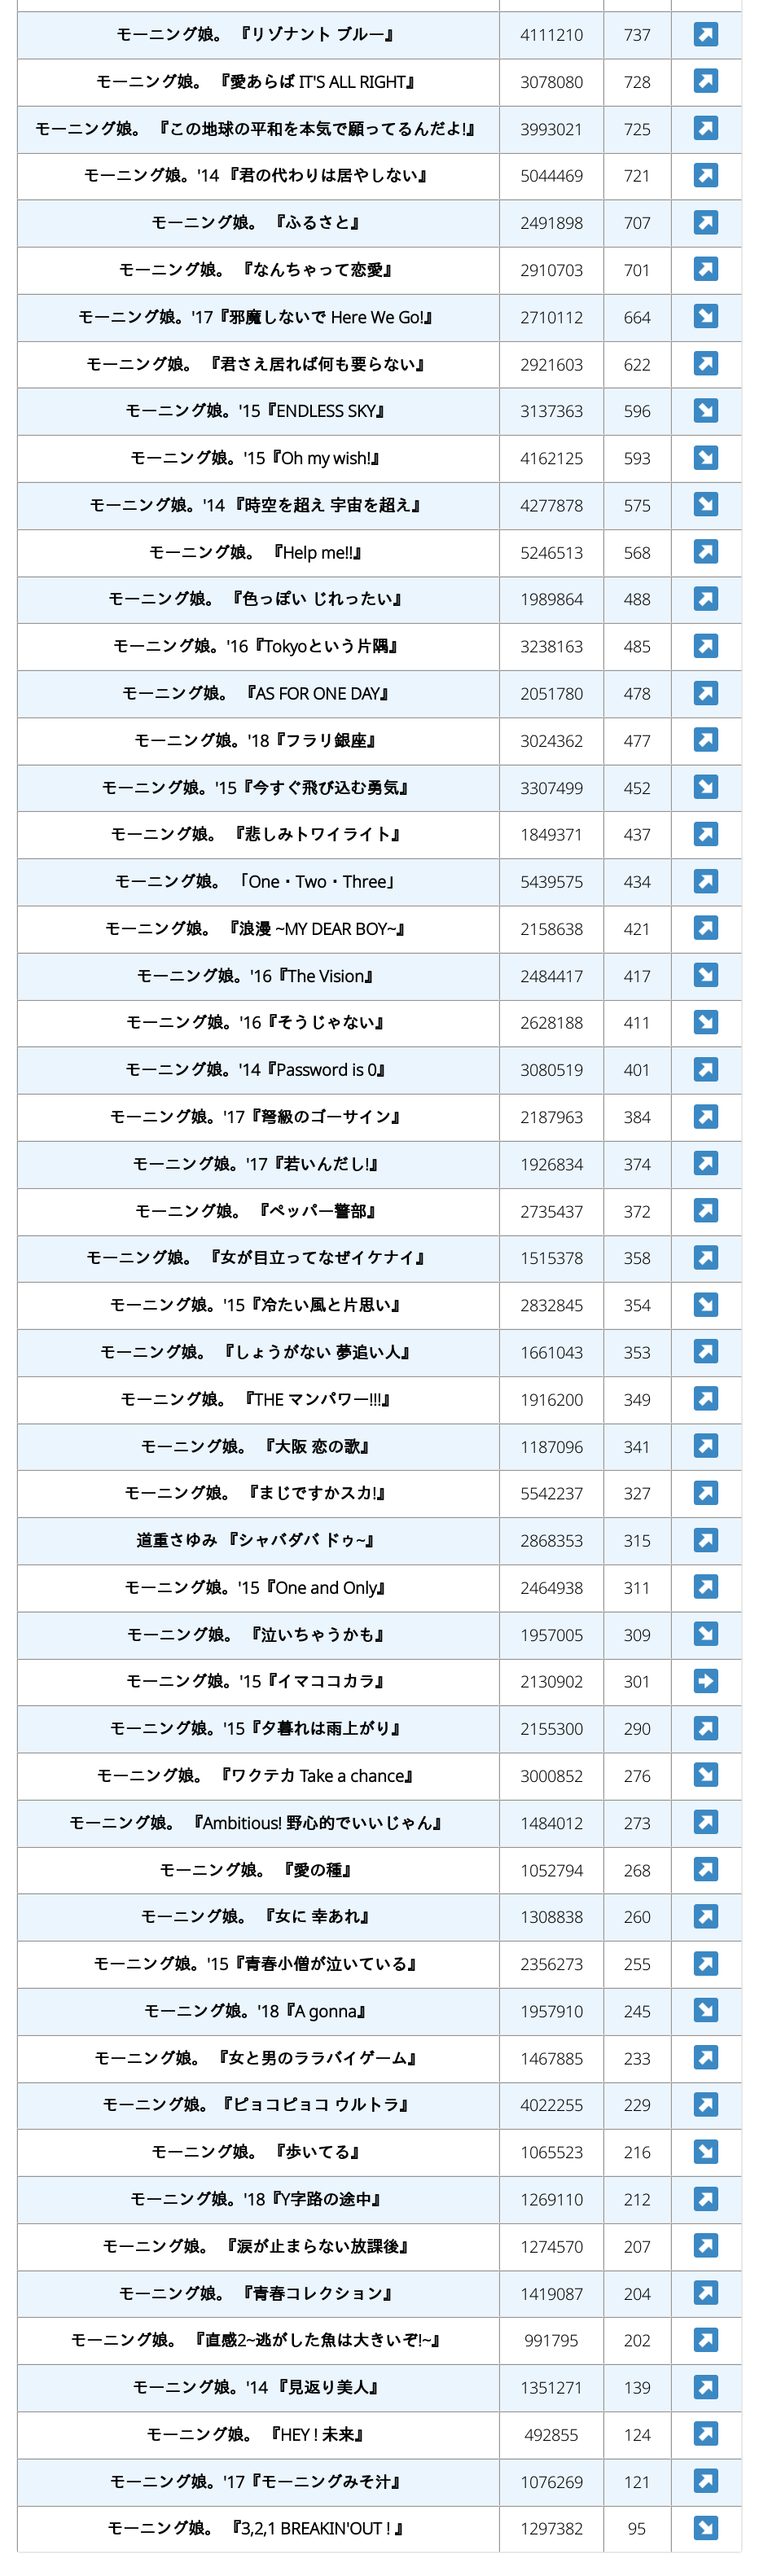 モーニング娘。 『リゾナント ブルー』 4111210 737 ↗
モーニング娘。 『愛あらば IT'S ALL RIGHT』 3078080 728 ↗
モーニング娘。 『この地球の平和を本気で願ってるんだよ!』 3993021 725 ↗
モーニング娘。'14 『君の代わりは居やしない』 5044469 721 ↗
モーニング娘。 『ふるさと』 2491898 707 ↗
モーニング娘。 『なんちゃって恋愛』 2910703 701 ↗
モーニング娘。'17『邪魔しないで Here We Go!』 2710112 664 ↘
モーニング娘。 『君さえ居れば何も要らない』 2921603 622 ↗
モーニング娘。'15『ENDLESS SKY』 3137363 596 ↘
モーニング娘。'15『Oh my wish!』 4162125 593 ↘
モーニング娘。'14 『時空を超え 宇宙を超え』 4277878 575 ↘
モーニング娘。 『Help me!!』 5246513 568 ↗
モーニング娘。 『色っぽい じれったい』 1989864 488 ↗
モーニング娘。'16『Tokyoという片隅』 3238163 485 ↗
モーニング娘。 『AS FOR ONE DAY』 2051780 478 ↗
モーニング娘。'18『フラリ銀座』 3024362 477 ↗
モーニング娘。'15『今すぐ飛び込む勇気』 3307499 452 ↘
モーニング娘。 『悲しみトワイライト』 1849371 437 ↗
モーニング娘。 「One・Two・Three」 5439575 434 ↗
モーニング娘。 『浪漫 ~MY DEAR BOY~』 2158638 421 ↗
モーニング娘。'16『The Vision』 2484417 417 ↘
モーニング娘。'16『そうじゃない』 2628188 411 ↘
モーニング娘。'14『Password is 0』 3080519 401 ↗
モーニング娘。'17『弩級のゴーサイン』 2187963 384 ↗
モーニング娘。'17『若いんだし!』 1926834 374 ↗
モーニング娘。 『ペッパー警部』 2735437 372 ↗
モーニング娘。 『女が目立ってなぜイケナイ』 1515378 358 ↗
モーニング娘。'15『冷たい風と片思い』 2832845 354 ↘
モーニング娘。 『しょうがない 夢追い人』 1661043 353 ↗
モーニング娘。 『THE マンパワー!!!』 1916200 349 ↗
モーニング娘。 『大阪 恋の歌』 1187096 341 ↗
モーニング娘。 『まじですかスカ!』 5542237 327 ↗
道重さゆみ 『シャバダバ ドゥ~』 2868353 315 ↗
モーニング娘。'15『One and Only』 2464938 311 ↗
モーニング娘。 『泣いちゃうかも』 1957005 309 ↘
モーニング娘。'15『イマココカラ』 2130902 301 ➡
モーニング娘。'15『夕暮れは雨上がり』 2155300 290 ↗
モーニング娘。 『ワクテカ Take a chance』 3000852 276 ↘
モーニング娘。 『Ambitious! 野心的でいいじゃん』 1484012 273 ↗
モーニング娘。 『愛の種』 1052794 268 ↗
モーニング娘。 『女に 幸あれ』 1308838 260 ↗
モーニング娘。'15『青春小僧が泣いている』 2356273 255 ↗
モーニング娘。'18『A gonna』 1957910 245 ↘
モーニング娘。 『女と男のララバイゲーム』 1467885 233 ↗
モーニング娘。『ピョコピョコ ウルトラ』 4022255 229 ↗
モーニング娘。 『歩いてる』 1065523 216 ↘
モーニング娘。'18『Y字路の途中』 1269110 212 ↗
モーニング娘。 『涙が止まらない放課後』 1274570 207 ↗
モーニング娘。 『青春コレクション』 1419087 204 ↗
モーニング娘。 『直感2~逃がした魚は大きいぞ!~』 991795 202 ↗
モーニング娘。'14 『見返り美人』 1351271 139 ↗
モーニング娘。 『HEY ! 未来』 492855 124 ↗
モーニング娘。'17『モーニングみそ汁』 1076269 121 ↗
モーニング娘。 『3,2,1 BREAKIN'OUT ! 』 1297382 95 ↘